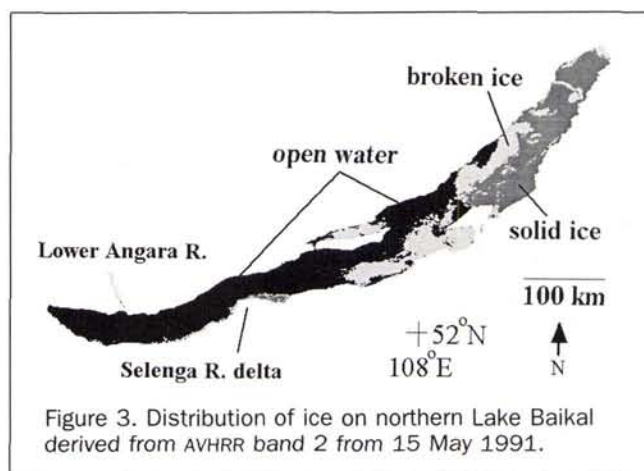 broken ice
open water
solid ice
Lower Angara R.
100 km
+52°N
108°E
N
Selenga R. delta
Figure 3. Distribution of ice on northern Lake Baikal
derived from AVHRR band 2 from 15 May 1991.